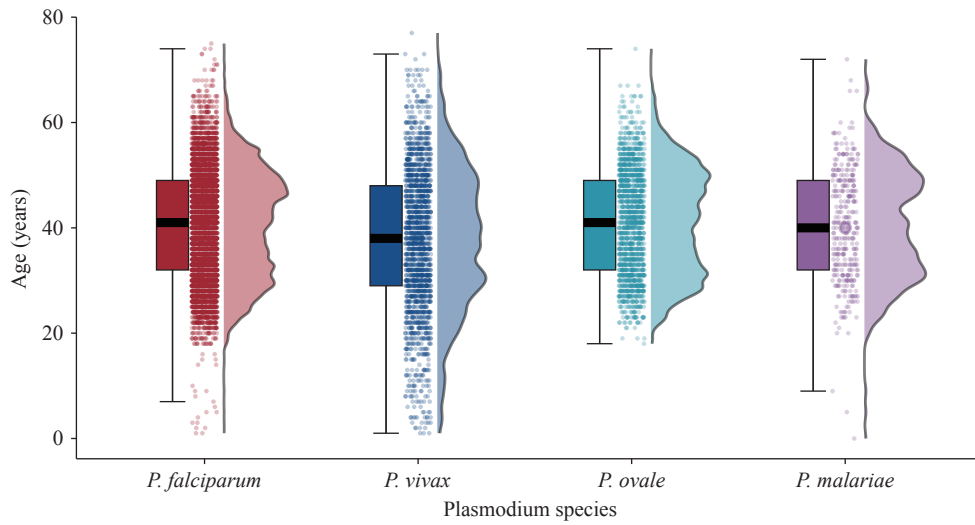 80
60
40
20
0
Age (years)
P. falciparum
P. vivax
P. ovale
P. malariae
Plasmodium species